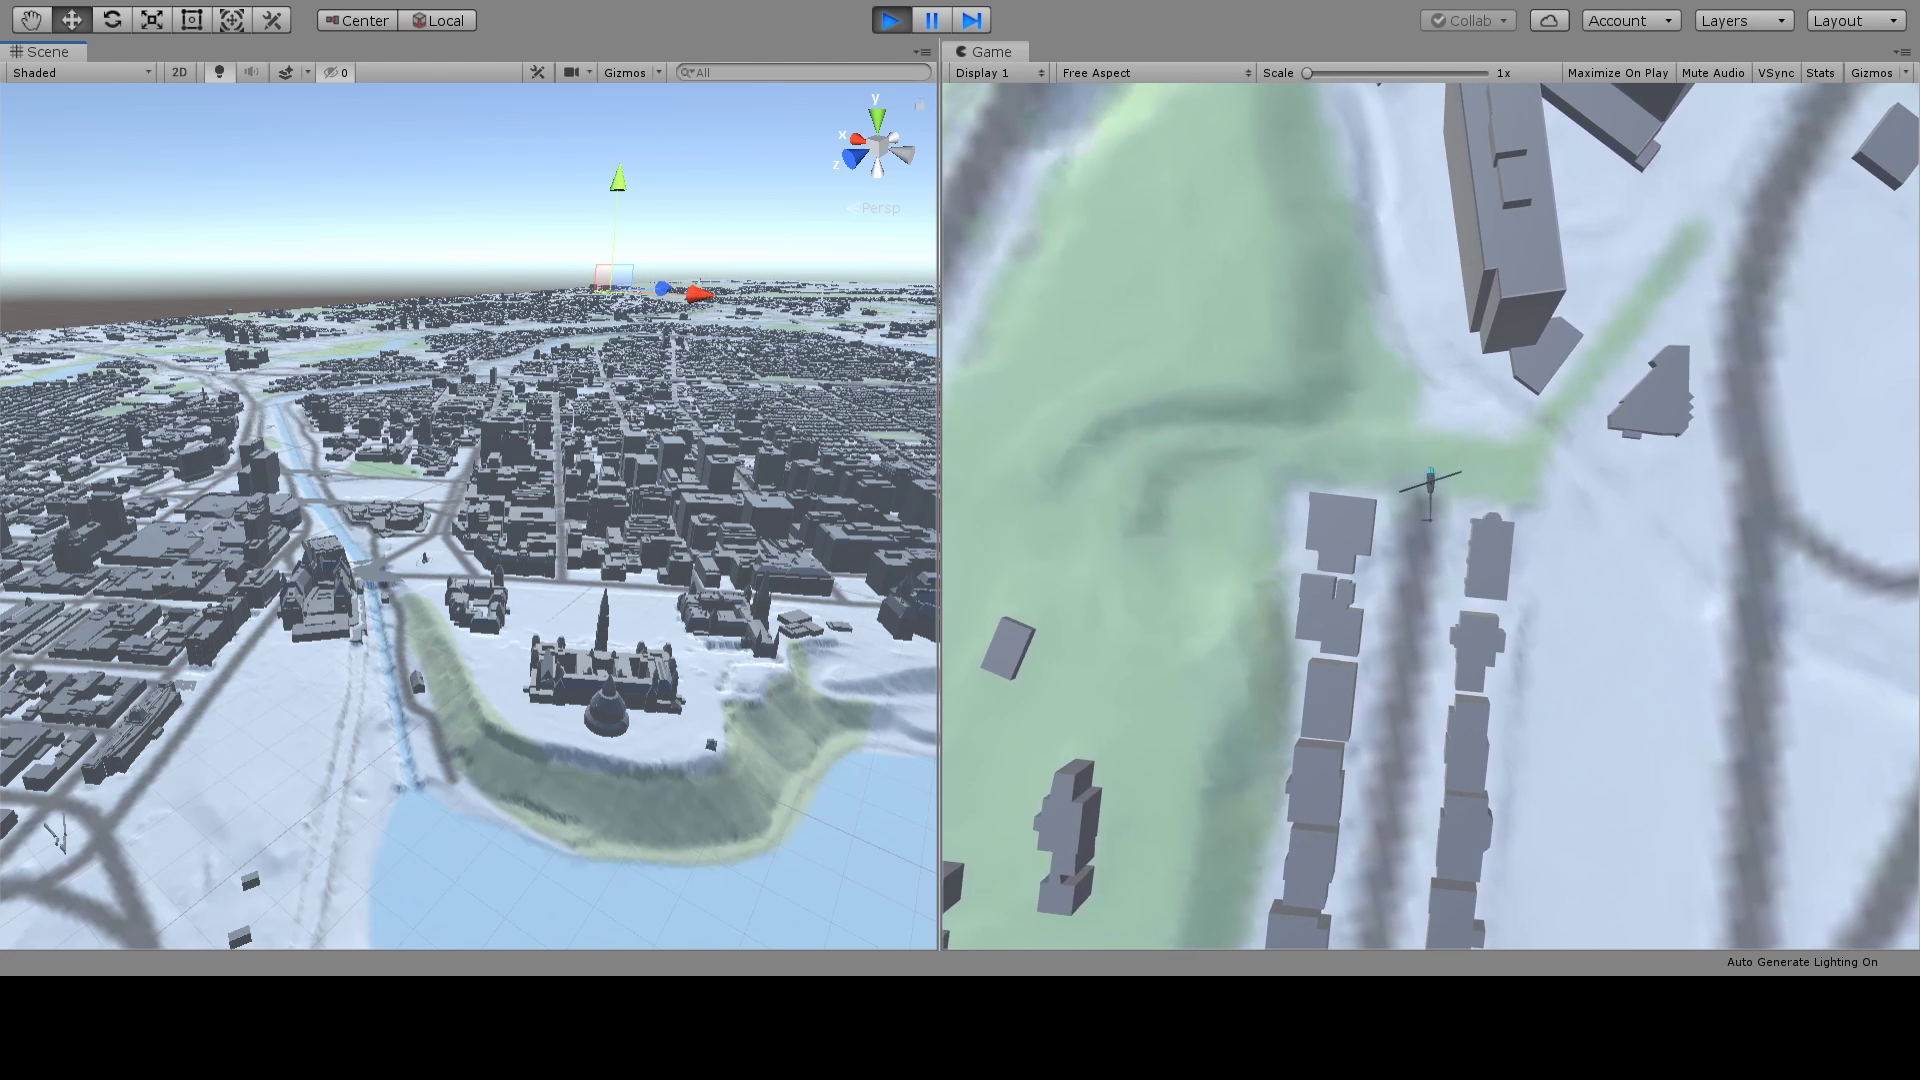 Center Local
Collab Account Layers Layout
Scene
Game
Shaded 2D 0 Gizmos All
Display 1 Free Aspect Scale 1x Maximize On Play Mute Audio VSync Stats Gizmos
y
x
z
Persp
Auto Generate Lighting On